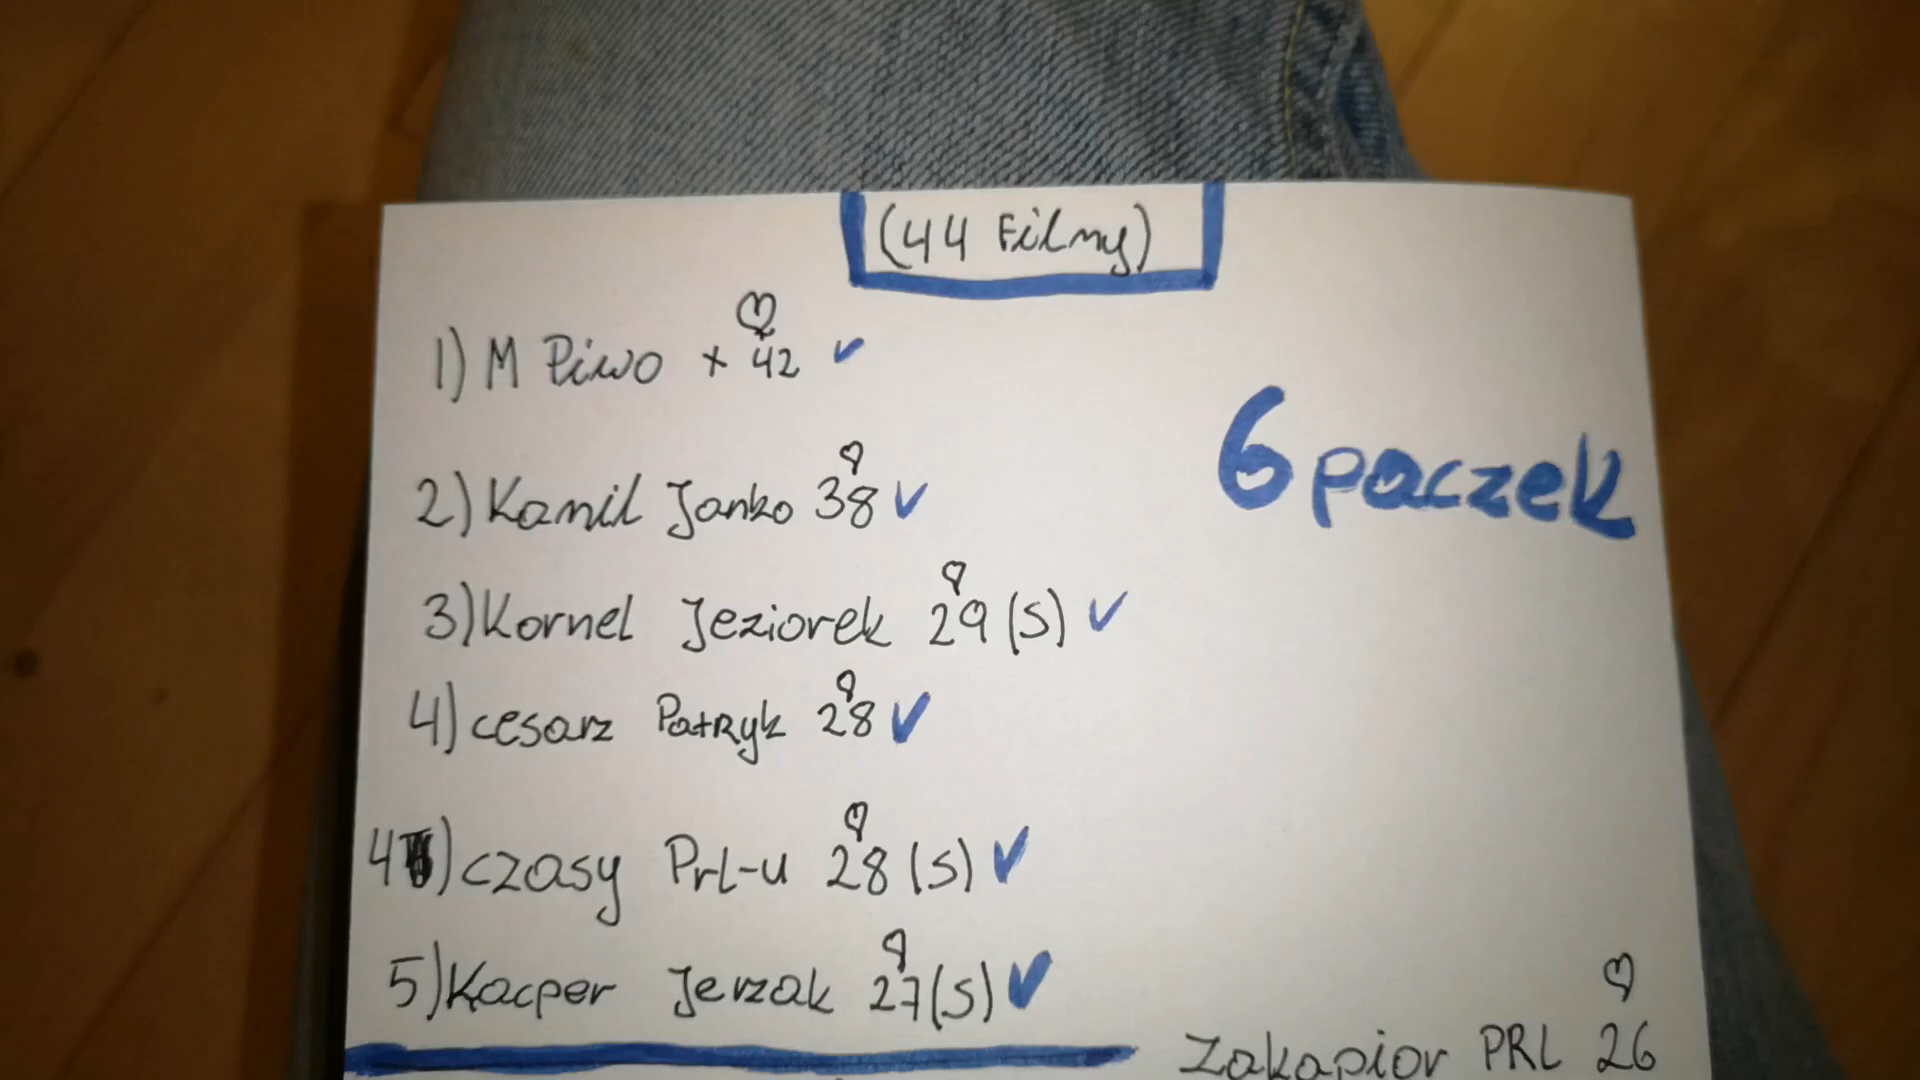 (44 Filmy)
1) M Piwo + 42
6 paczek
2) Kamil Janko 38
3) Kornel Jeziorek 29 (S)
4) cesarz Patryk 28
4) czasy Prl-u 28 (S)
5) Kacper Jerzak 27 (S)
Zakapior PRL 26